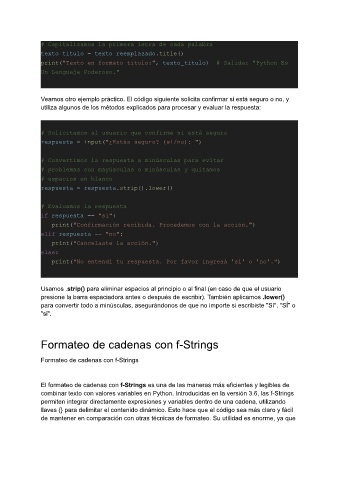 # Capitalizamos la primera letra de cada palabra
texto_titulo = texto_reemplazado.title()
print("Texto en formato título:", texto_titulo)  # Salida: "Python Es
Un Lenguaje Poderoso."
Veamos otro ejemplo práctico. El código siguiente solicita confirmar si está seguro o no, y
utiliza algunos de los métodos explicados para procesar y evaluar la respuesta:
# Solicitamos al usuario que confirme si está seguro
respuesta = input("¿Estás seguro? (sí/no): ")
# Convertimos la respuesta a minúsculas para evitar
# problemas con mayúsculas o minúsculas y quitamos
# espacios en blanco
respuesta = respuesta.strip().lower()
# Evaluamos la respuesta
if respuesta == "sí":
print("Confirmación recibida. Procedamos con la acción.")
elif respuesta == "no":
print("Cancelaste la acción.")
else:
print("No entendí tu respuesta. Por favor ingresa 'sí' o 'no'.")
Usamos .strip() para eliminar espacios al principio o al final (en caso de que el usuario
presione la barra espaciadora antes o después de escribir). También aplicamos .lower()
para convertir todo a minúsculas, asegurándonos de que no importe si escribiste "Sí", "SÍ" o
"sí".
Formateo de cadenas con f-Strings
Formateo de cadenas con f-Strings
El formateo de cadenas con f-Strings es una de las maneras más eficientes y legibles de
combinar texto con valores variables en Python. Introducidas en la versión 3.6, las f-Strings
permiten integrar directamente expresiones y variables dentro de una cadena, utilizando
llaves {} para delimitar el contenido dinámico. Esto hace que el código sea más claro y fácil
de mantener en comparación con otras técnicas de formateo. Su utilidad es enorme, ya que